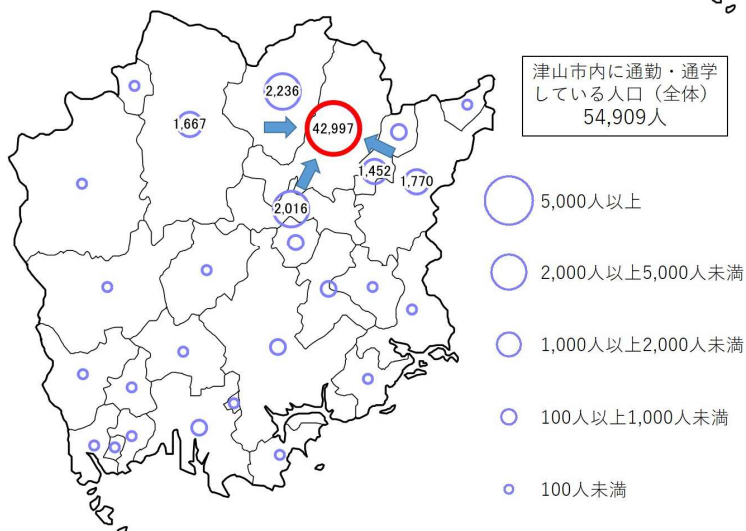 津山市内に通勤・通学
している人口（全体）
54,909人
2,236
1,667
42,997
1,452
1,770
2,016
5,000人以上
2,000人以上5,000人未満
1,000人以上2,000人未満
100人以上1,000人未満
100人未満